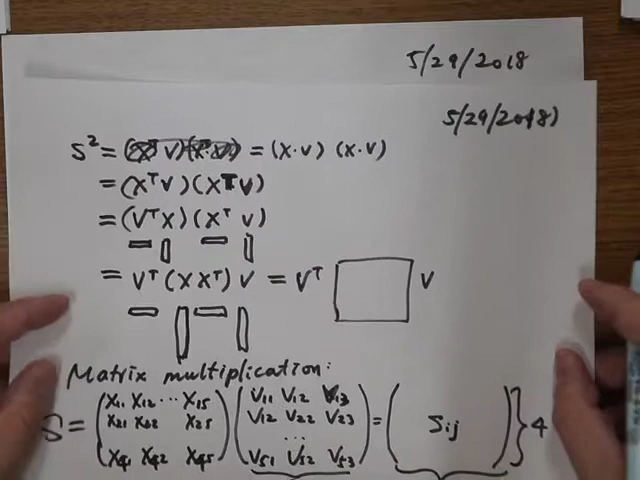 5/29/2018
5/29/2018)
S² = = (X·V) (X·V)
= (XᵀV)(XᵀV)
= (VᵀX)(Xᵀ V)
= Vᵀ (X Xᵀ) V = Vᵀ V
Matrix multiplication:
S = (X₁₁ X₁₂ ··· X₁₅) (V₁₁ V₁₂ V₁₃) = ( Sᵢⱼ ) } 4
X₂₁ X₂₂ X₂₅ V₁₂ V₂₂ V₂₃
···
X₄₁ X₄₂ X₄₅ V₅₁ V₅₂ V₅₃